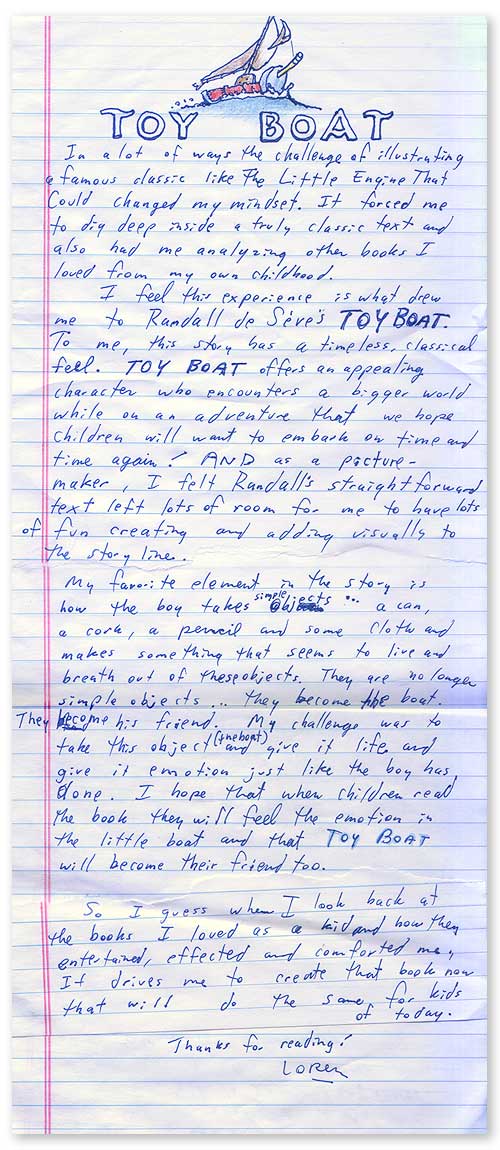 TOY BOAT
In a lot of ways the challenge of illustrating
a famous classic like The Little Engine That
Could changed my mindset. It forced me
to dig deep inside a truly classic text and
also had me analyzing other books I
loved from my own childhood.
I feel this experience is what drew
me to Randall de Séve's TOY BOAT.
To me, this story has a timeless, classical
feel. TOY BOAT offers an appealing
character who encounters a bigger world
while on an adventure that we hope
children will want to embark on time and
time again! AND as a picture-
maker, I felt Randall's straightforward
text left lots of room for me to have lots
of fun creating and adding visually to
the story line.
My favorite element in the story is
how the boy takes simple objects ... a can,
a cork, a pencil and some cloth and
makes something that seems to live and
breath out of these objects. They are no longer
simple objects ... they become the boat.
They become his friend. My challenge was to
take this object (the boat) and give it life, and
give it emotion just like the boy has
done. I hope that when children read
the book they will feel the emotion in
the little boat and that TOY BOAT
will become their friend too.
So I guess when I look back at
the books I loved as a kid and how they
entertained, effected and comforted me,
It drives me to create that book now
that will do the same for kids
of today.
Thanks for reading!
LOREN